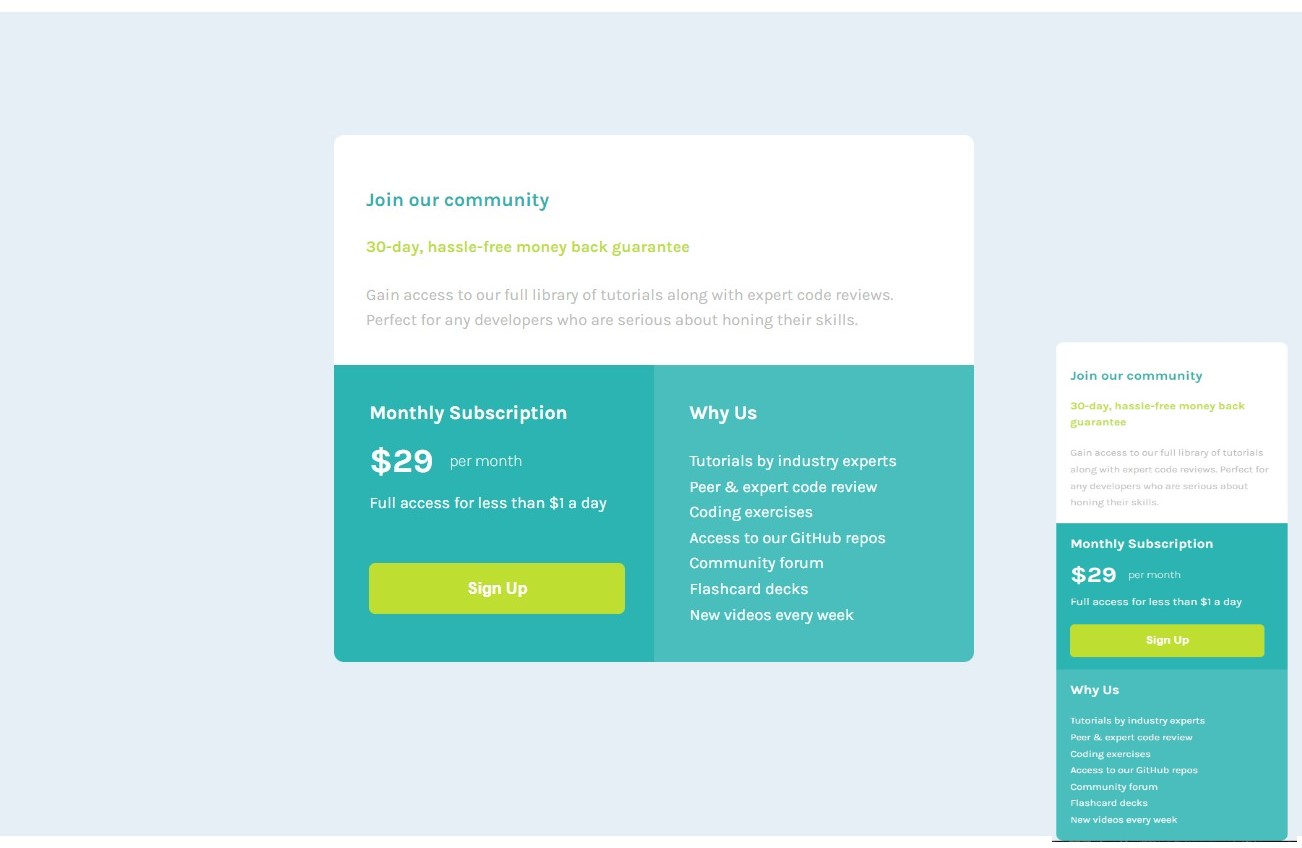 Join our community
30-day, hassle-free money back guarantee
Gain access to our full library of tutorials along with expert code reviews.
Perfect for any developers who are serious about honing their skills.
Monthly Subscription
$29 per month
Full access for less than $1 a day
Sign Up
Why Us
Tutorials by industry experts
Peer & expert code review
Coding exercises
Access to our GitHub repos
Community forum
Flashcard decks
New videos every week
Join our community
30-day, hassle-free money back
guarantee
Gain access to our full library of tutorials
along with expert code reviews. Perfect for
any developers who are serious about
honing their skills.
Monthly Subscription
$29 per month
Full access for less than $1 a day
Sign Up
Why Us
Tutorials by industry experts
Peer & expert code review
Coding exercises
Access to our GitHub repos
Community forum
Flashcard decks
New videos every week